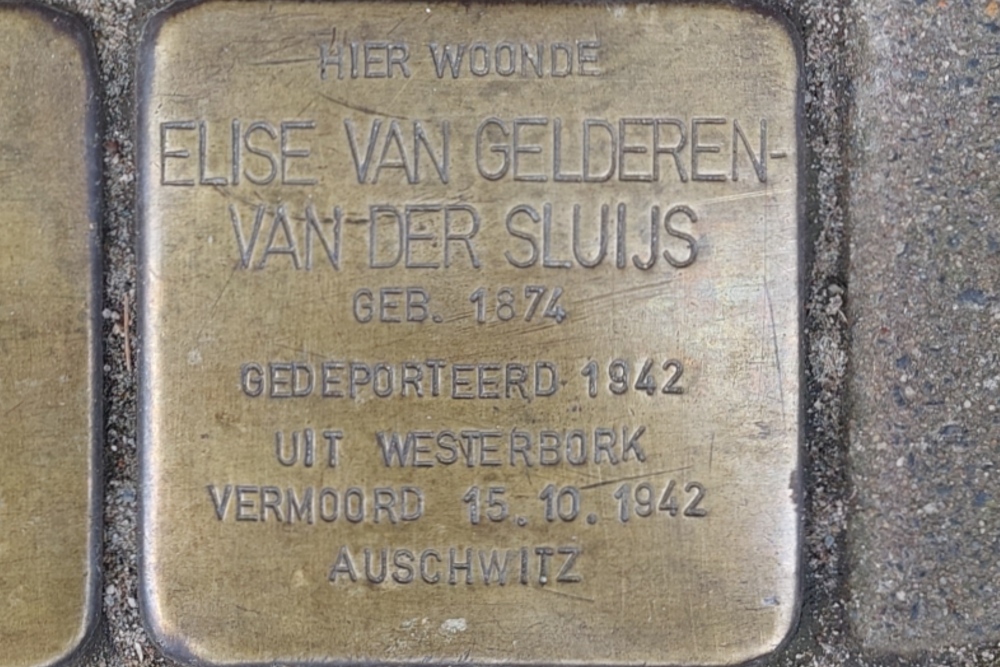 HIER WOONDE
ELISE VAN GELDEREN-
VAN DER SLUIJS
GEB. 1874
GEDEPORTEERD 1942
UIT WESTERBORK
VERMOORD 15.10.1942
AUSCHWITZ